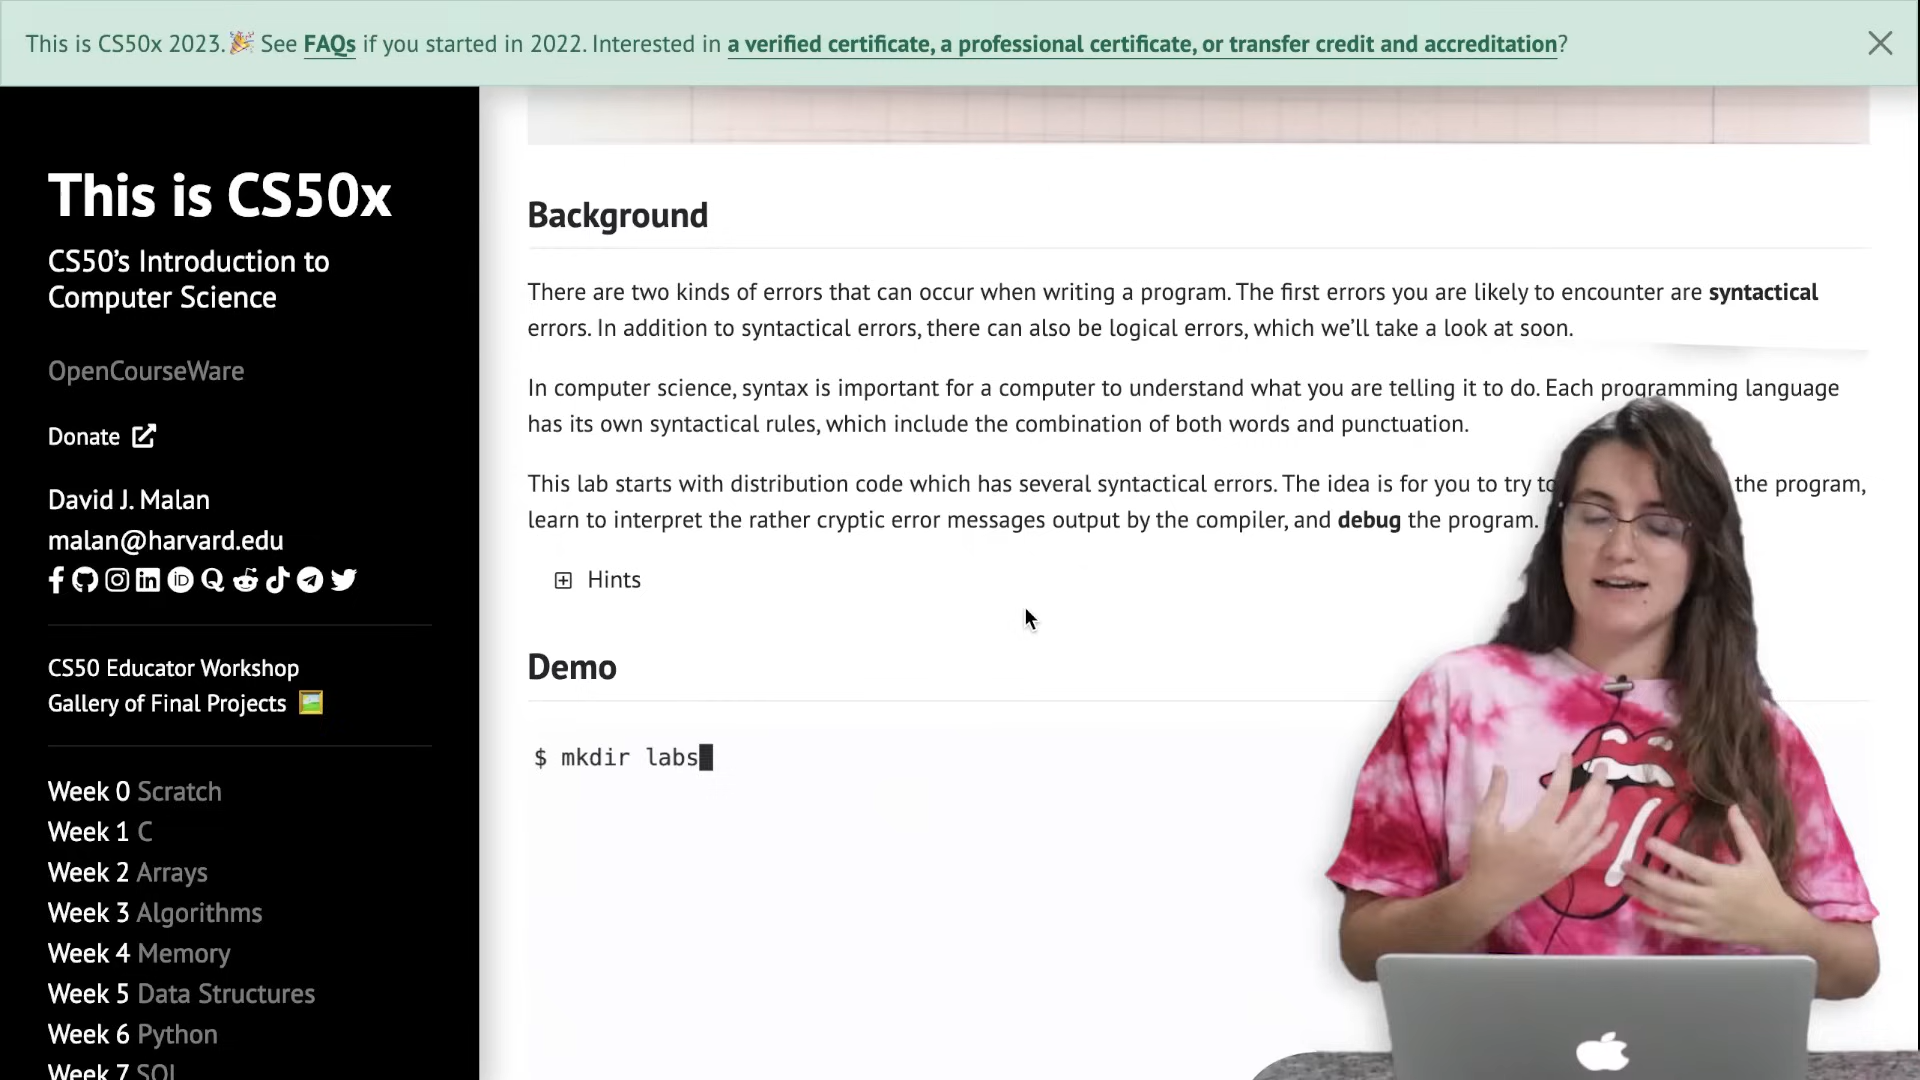 This is CS50x 2023. 🎉 See FAQs if you started in 2022. Interested in a verified certificate, a professional certificate, or transfer credit and accreditation?
This is CS50x
CS50’s Introduction to
Computer Science
OpenCourseWare
Donate
David J. Malan
malan@harvard.edu
CS50 Educator Workshop
Gallery of Final Projects 🖼️
Week 0 Scratch
Week 1 C
Week 2 Arrays
Week 3 Algorithms
Week 4 Memory
Week 5 Data Structures
Week 6 Python
Week 7 SQL
Background
There are two kinds of errors that can occur when writing a program. The first errors you are likely to encounter are syntactical
errors. In addition to syntactical errors, there can also be logical errors, which we’ll take a look at soon.
In computer science, syntax is important for a computer to understand what you are telling it to do. Each programming language
has its own syntactical rules, which include the combination of both words and punctuation.
This lab starts with distribution code which has several syntactical errors. The idea is for you to try to the program,
learn to interpret the rather cryptic error messages output by the compiler, and debug the program.
Hints
Demo
$ mkdir labs